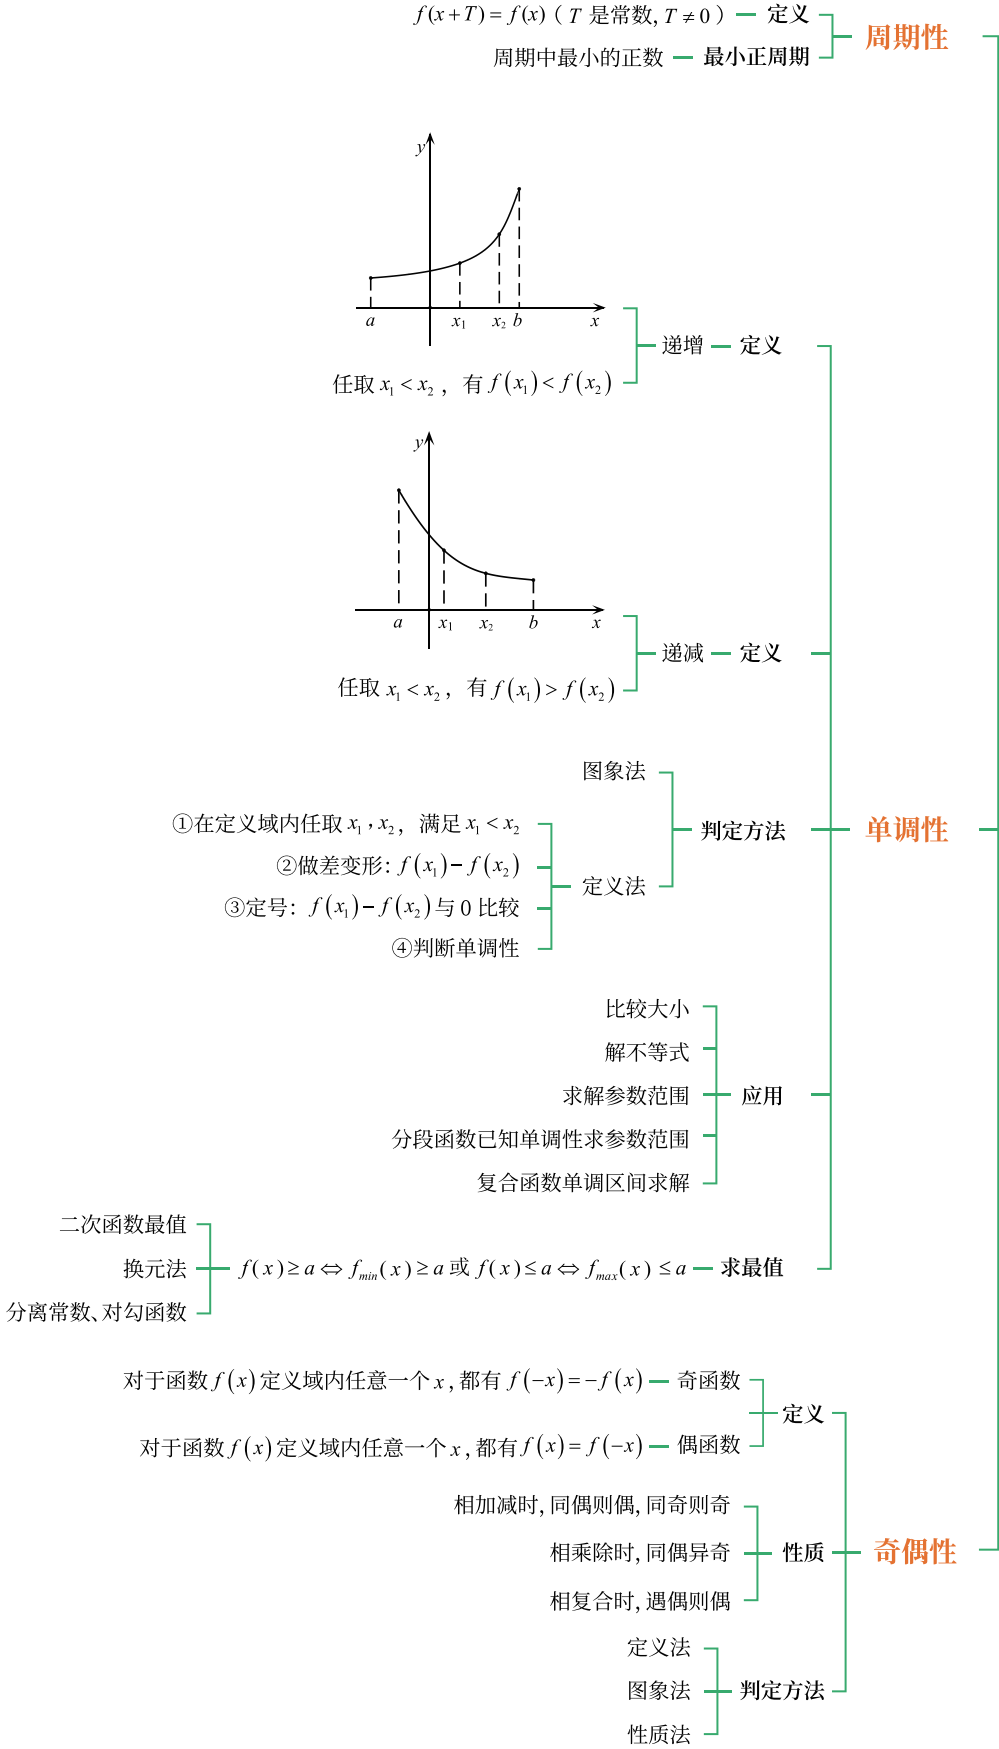 f(x+T)=f(x)（T 是常数, T≠0）
定义
周期性
周期中最小的正数
最小正周期
y
a
x₁
x₂
b
x
递增
定义
任取 x₁<x₂，有 f(x₁)<f(x₂)
y
a
x₁
x₂
b
x
递减
定义
任取 x₁<x₂，有 f(x₁)>f(x₂)
图象法
①在定义域内任取 x₁,x₂，满足 x₁<x₂
判定方法
单调性
②做差变形：f(x₁)−f(x₂)
定义法
③定号：f(x₁)−f(x₂)与 0 比较
④判断单调性
比较大小
解不等式
求解参数范围
应用
分段函数已知单调性求参数范围
复合函数单调区间求解
二次函数最值
换元法
f(x)≥a⇔f_min(x)≥a 或 f(x)≤a⇔f_max(x)≤a
求最值
分离常数、对勾函数
对于函数 f(x) 定义域内任意一个 x, 都有 f(−x)=−f(x)
奇函数
定义
对于函数 f(x) 定义域内任意一个 x, 都有 f(x)=f(−x)
偶函数
相加减时, 同偶则偶, 同奇则奇
相乘除时, 同偶异奇
性质
奇偶性
相复合时, 遇偶则偶
定义法
图象法
判定方法
性质法